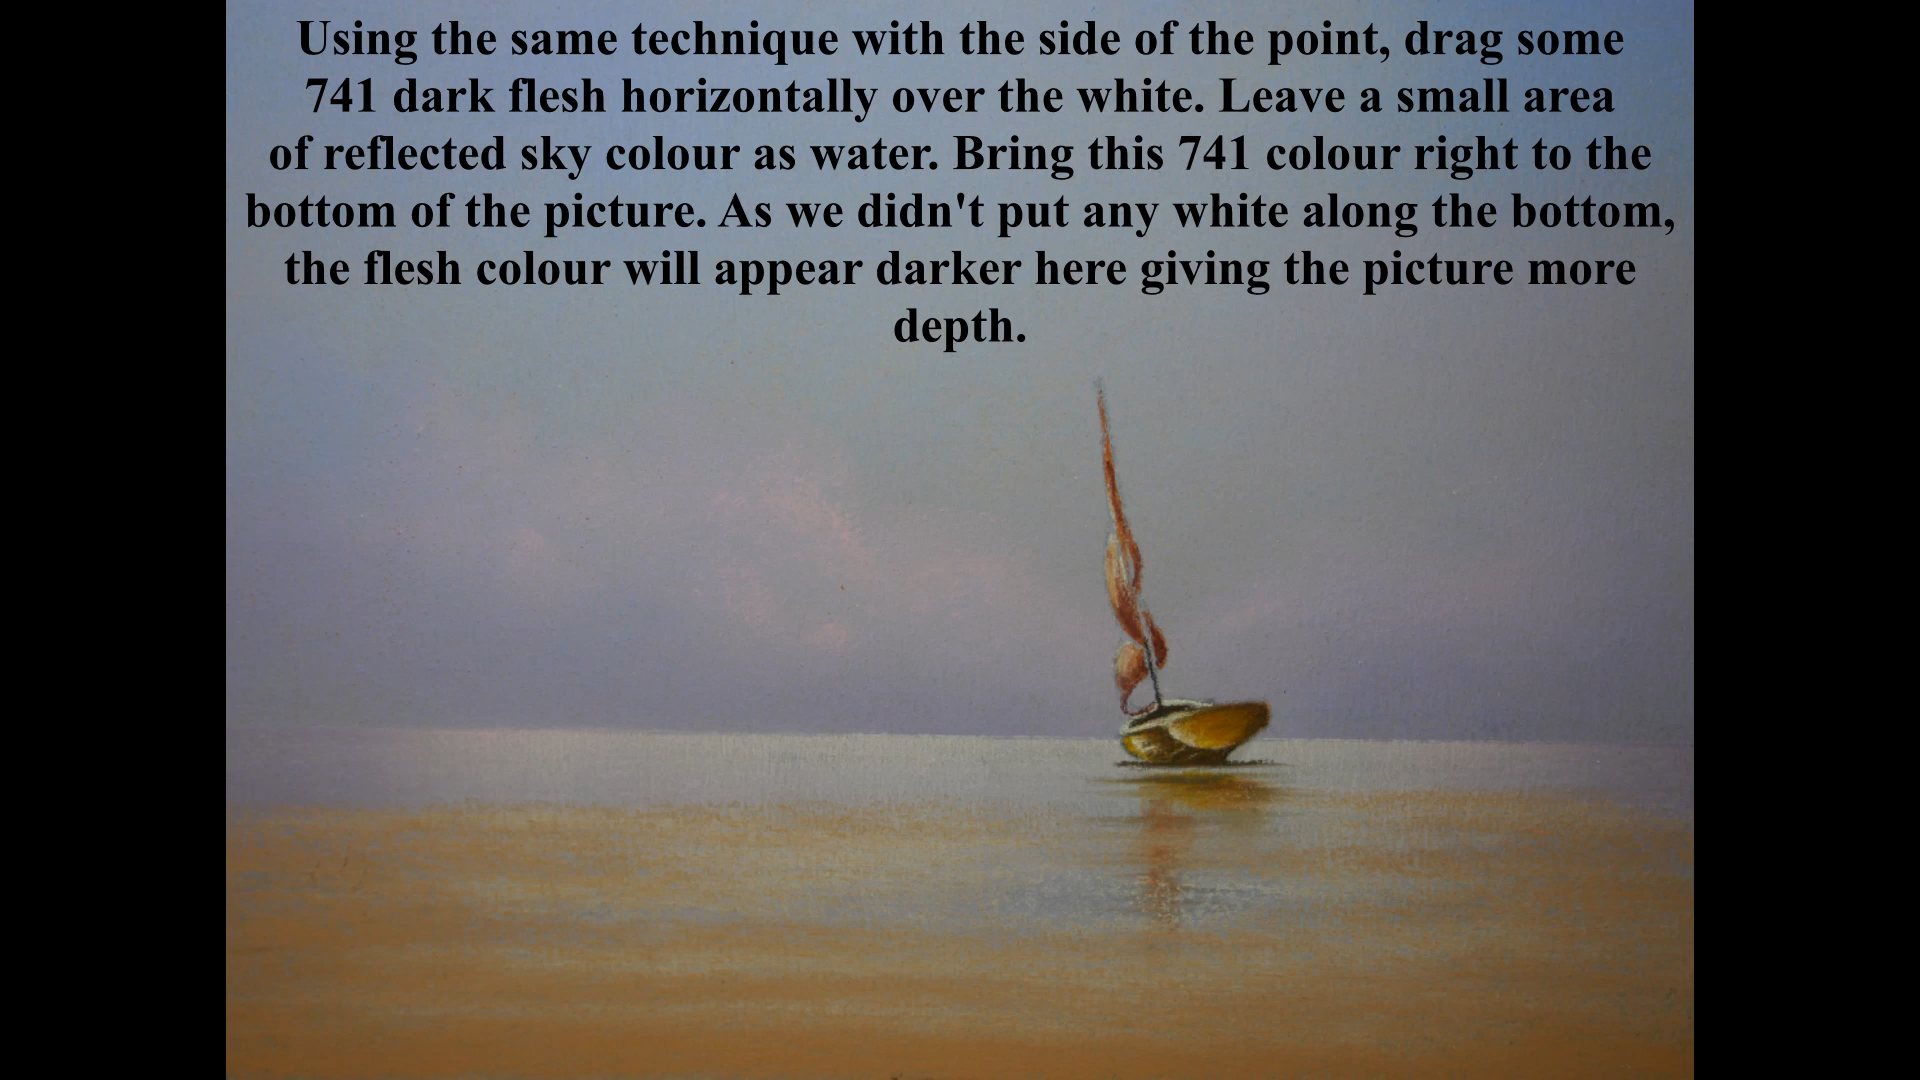 Using the same technique with the side of the point, drag some
741 dark flesh horizontally over the white. Leave a small area
of reflected sky colour as water. Bring this 741 colour right to the
bottom of the picture. As we didn't put any white along the bottom,
the flesh colour will appear darker here giving the picture more
depth.